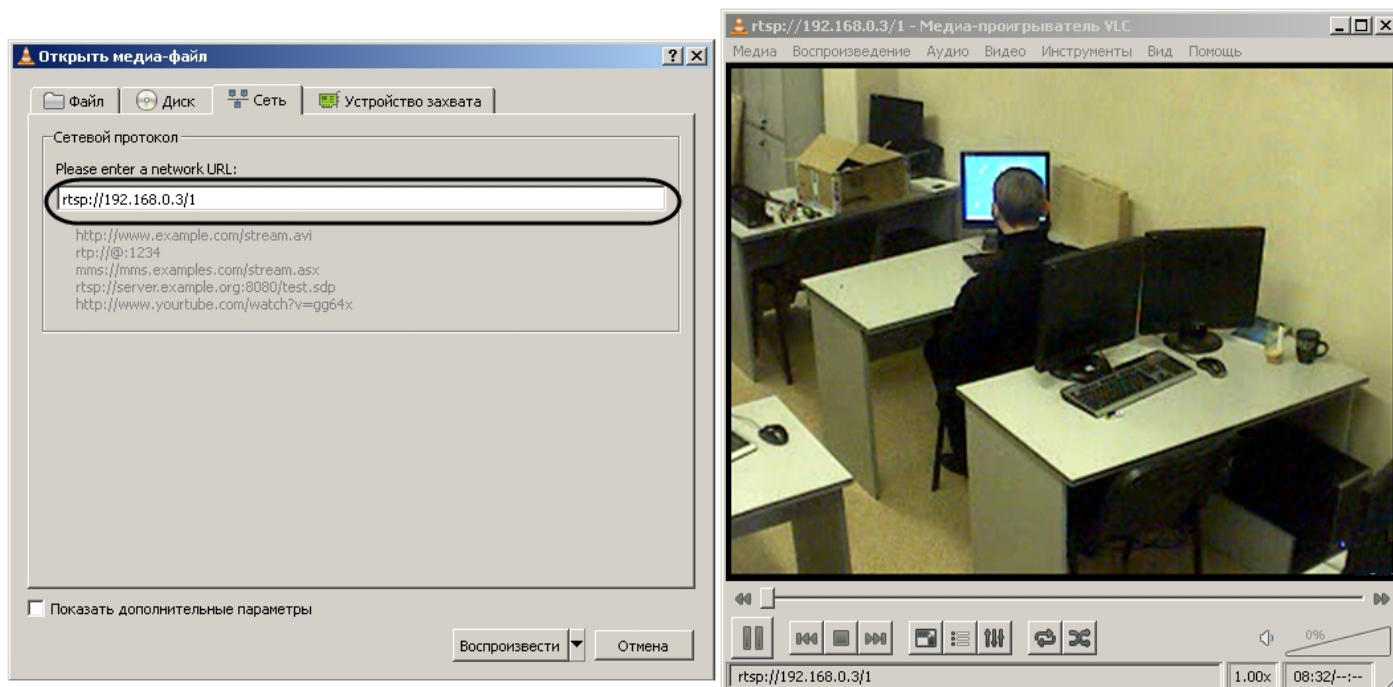 Открыть медиа-файл
Файл
Диск
Сеть
Устройство захвата
Сетевой протокол
Please enter a network URL:
rtsp://192.168.0.3/1
http://www.example.com/stream.avi
rtp://@:1234
mms://mms.examples.com/stream.asx
rtsp://server.example.org:8080/test.sdp
http://www.yourtube.com/watch?v=gg64x
Показать дополнительные параметры
Воспроизвести
Отмена
rtsp://192.168.0.3/1 - Медиа-проигрыватель VLC
Медиа Воспроизведение Аудио Видео Инструменты Вид Помощь
0%
rtsp://192.168.0.3/1
1.00x
08:32/--:--